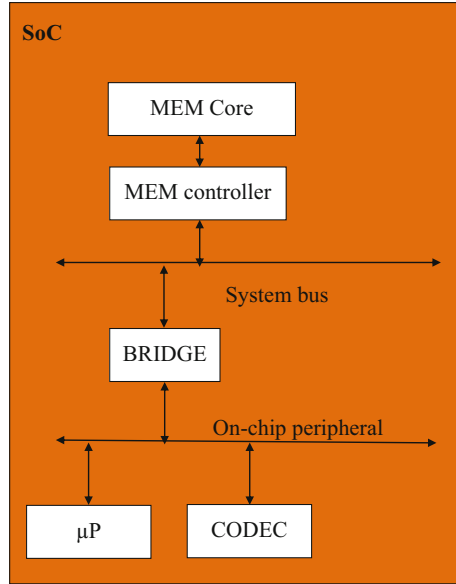 SoC
MEM Core
MEM controller
System bus
BRIDGE
On-chip peripheral
µP
CODEC